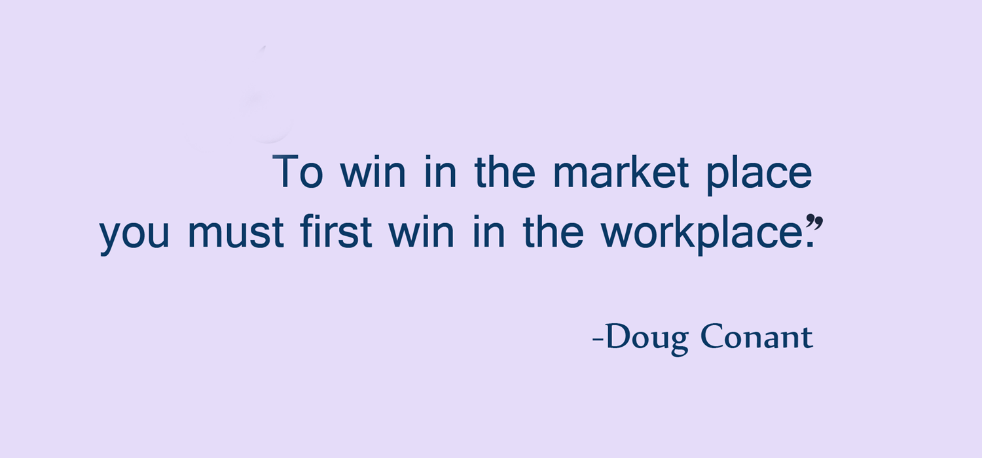 To win in the market place
you must first win in the workplace.”
-Doug Conant